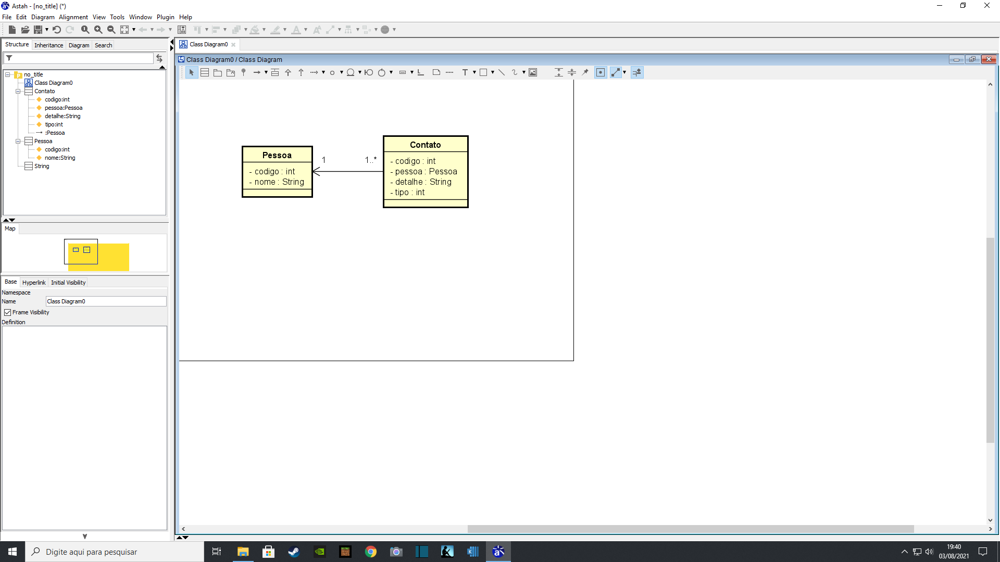 Astah - [no_title] (*)
File Edit Diagram Alignment View Tools Window Plugin Help
Structure Inheritance Diagram Search
no_title
Class Diagram0
Contato
codigo:int
pessoa:Pessoa
detalhe:String
tipo:int
:Pessoa
Pessoa
codigo:int
nome:String
String
Map
Base Hyperlink Initial Visibility
Namespace
Name Class Diagram0
Frame Visibility
Definition
Class Diagram0
Class Diagram0 / Class Diagram
Pessoa
- codigo : int
- nome : String
1
1..*
Contato
- codigo : int
- pessoa : Pessoa
- detalhe : String
- tipo : int
Digite aqui para pesquisar
19:40
03/08/2021